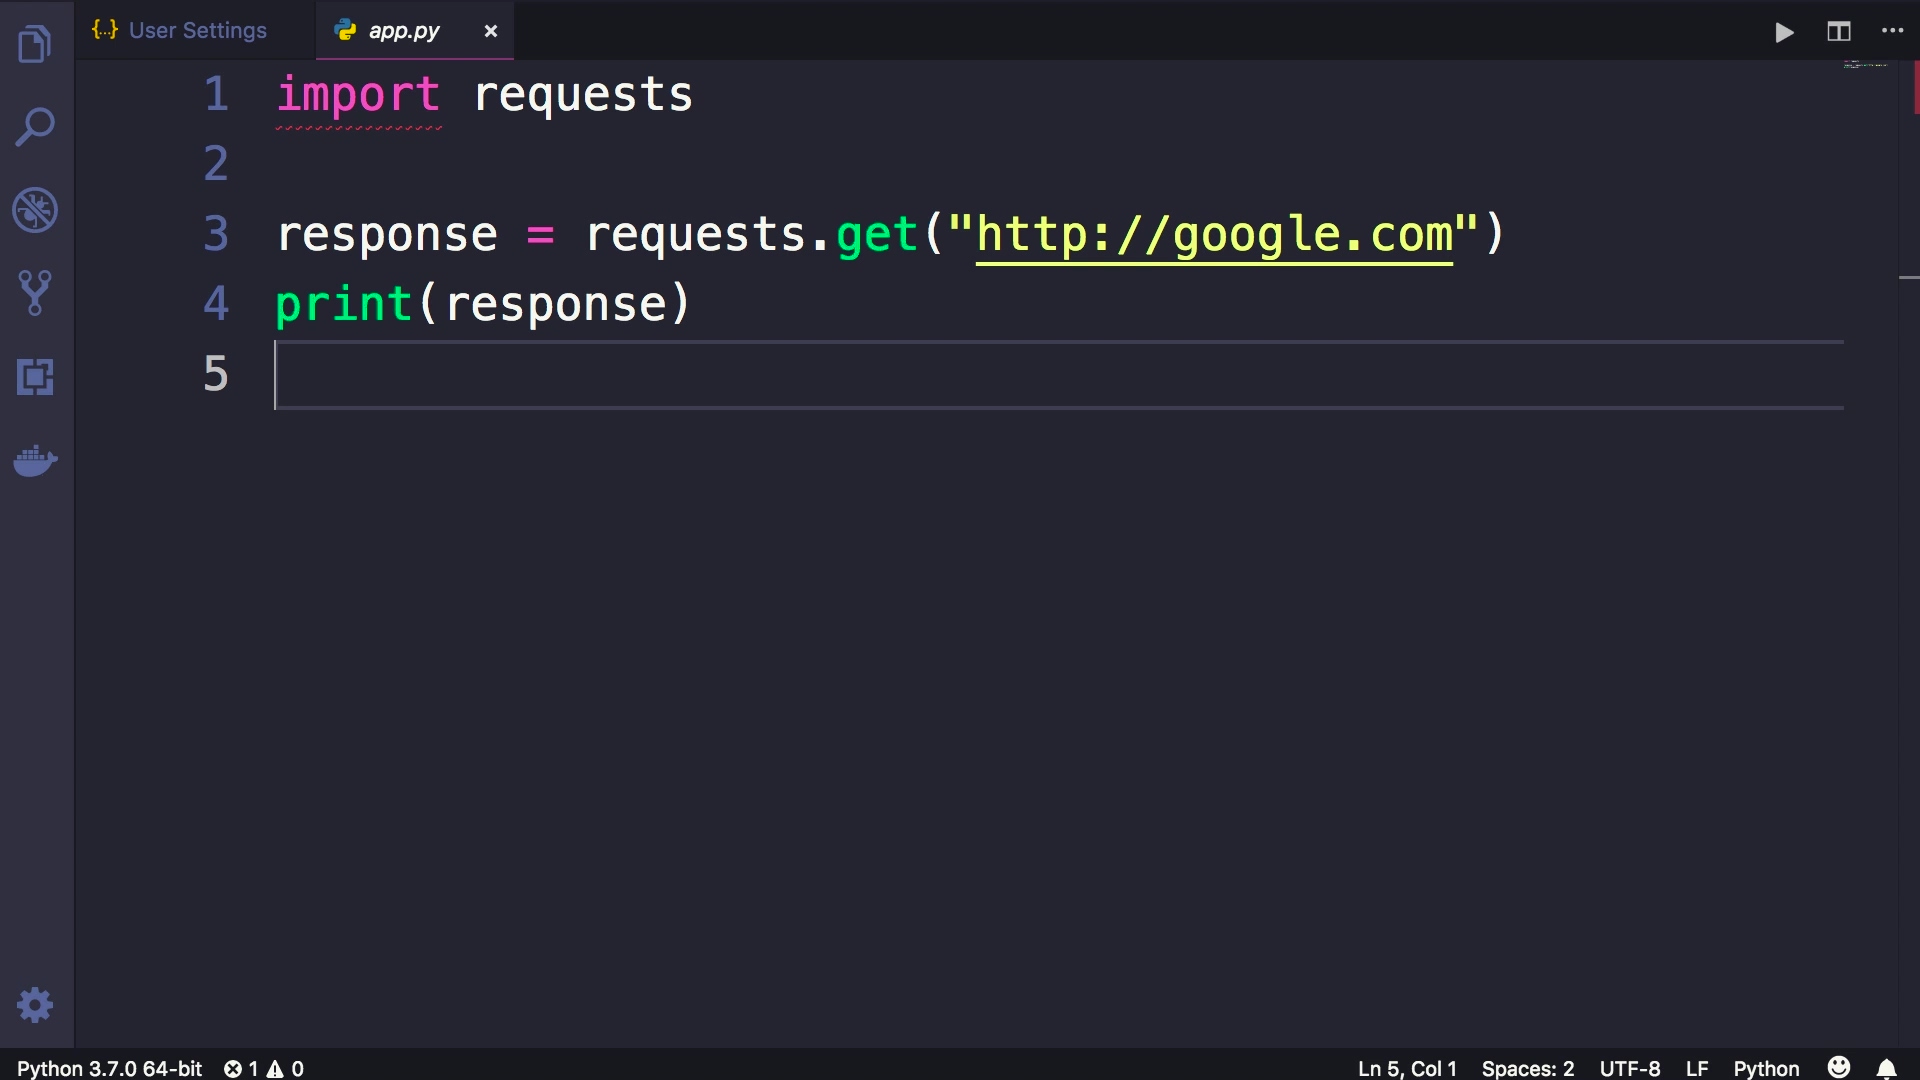 {..} User Settings
app.py ×
1 import requests
2
3 response = requests.get("http://google.com")
4 print(response)
5
Python 3.7.0 64-bit 1 0 Ln 5, Col 1 Spaces: 2 UTF-8 LF Python